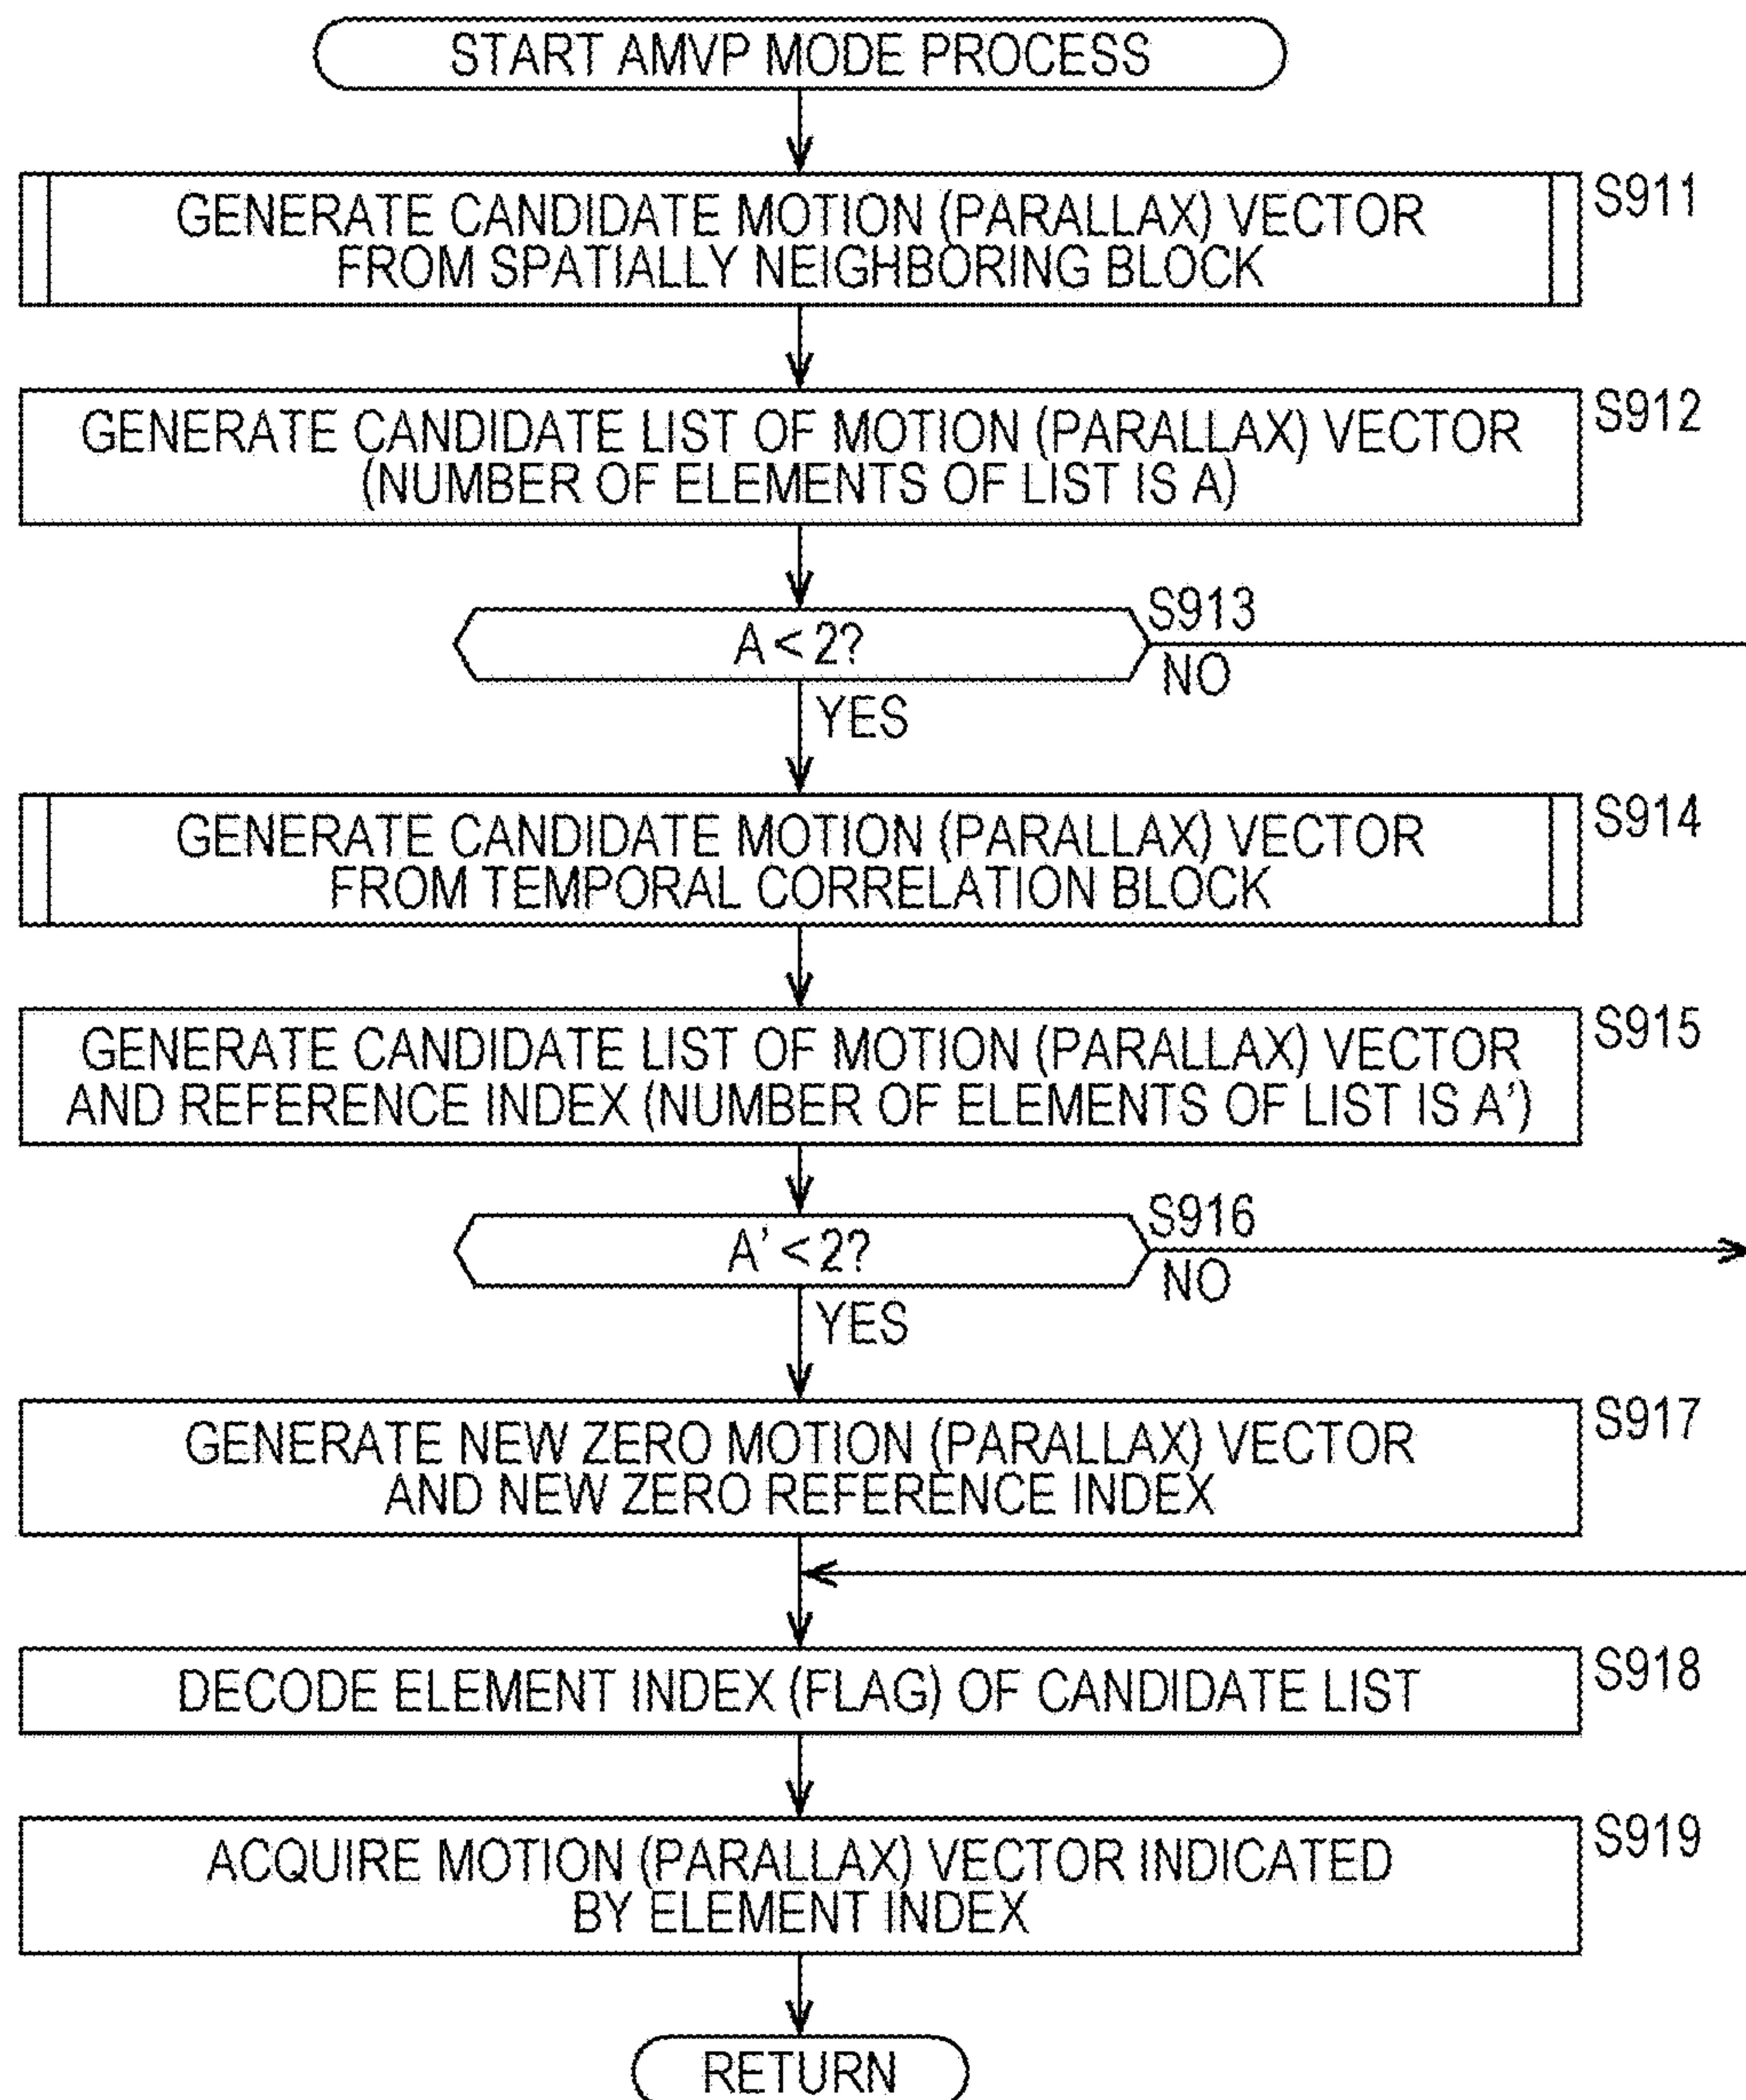 START AMVP MODE PROCESS
S911
GENERATE CANDIDATE MOTION (PARALLAX) VECTOR
FROM SPATIALLY NEIGHBORING BLOCK
S912
GENERATE CANDIDATE LIST OF MOTION (PARALLAX) VECTOR
(NUMBER OF ELEMENTS OF LIST IS A)
S913
A < 2?
NO
YES
S914
GENERATE CANDIDATE MOTION (PARALLAX) VECTOR
FROM TEMPORAL CORRELATION BLOCK
S915
GENERATE CANDIDATE LIST OF MOTION (PARALLAX) VECTOR
AND REFERENCE INDEX (NUMBER OF ELEMENTS OF LIST IS A')
S916
A' < 2?
NO
YES
S917
GENERATE NEW ZERO MOTION (PARALLAX) VECTOR
AND NEW ZERO REFERENCE INDEX
S918
DECODE ELEMENT INDEX (FLAG) OF CANDIDATE LIST
S919
ACQUIRE MOTION (PARALLAX) VECTOR INDICATED
BY ELEMENT INDEX
RETURN